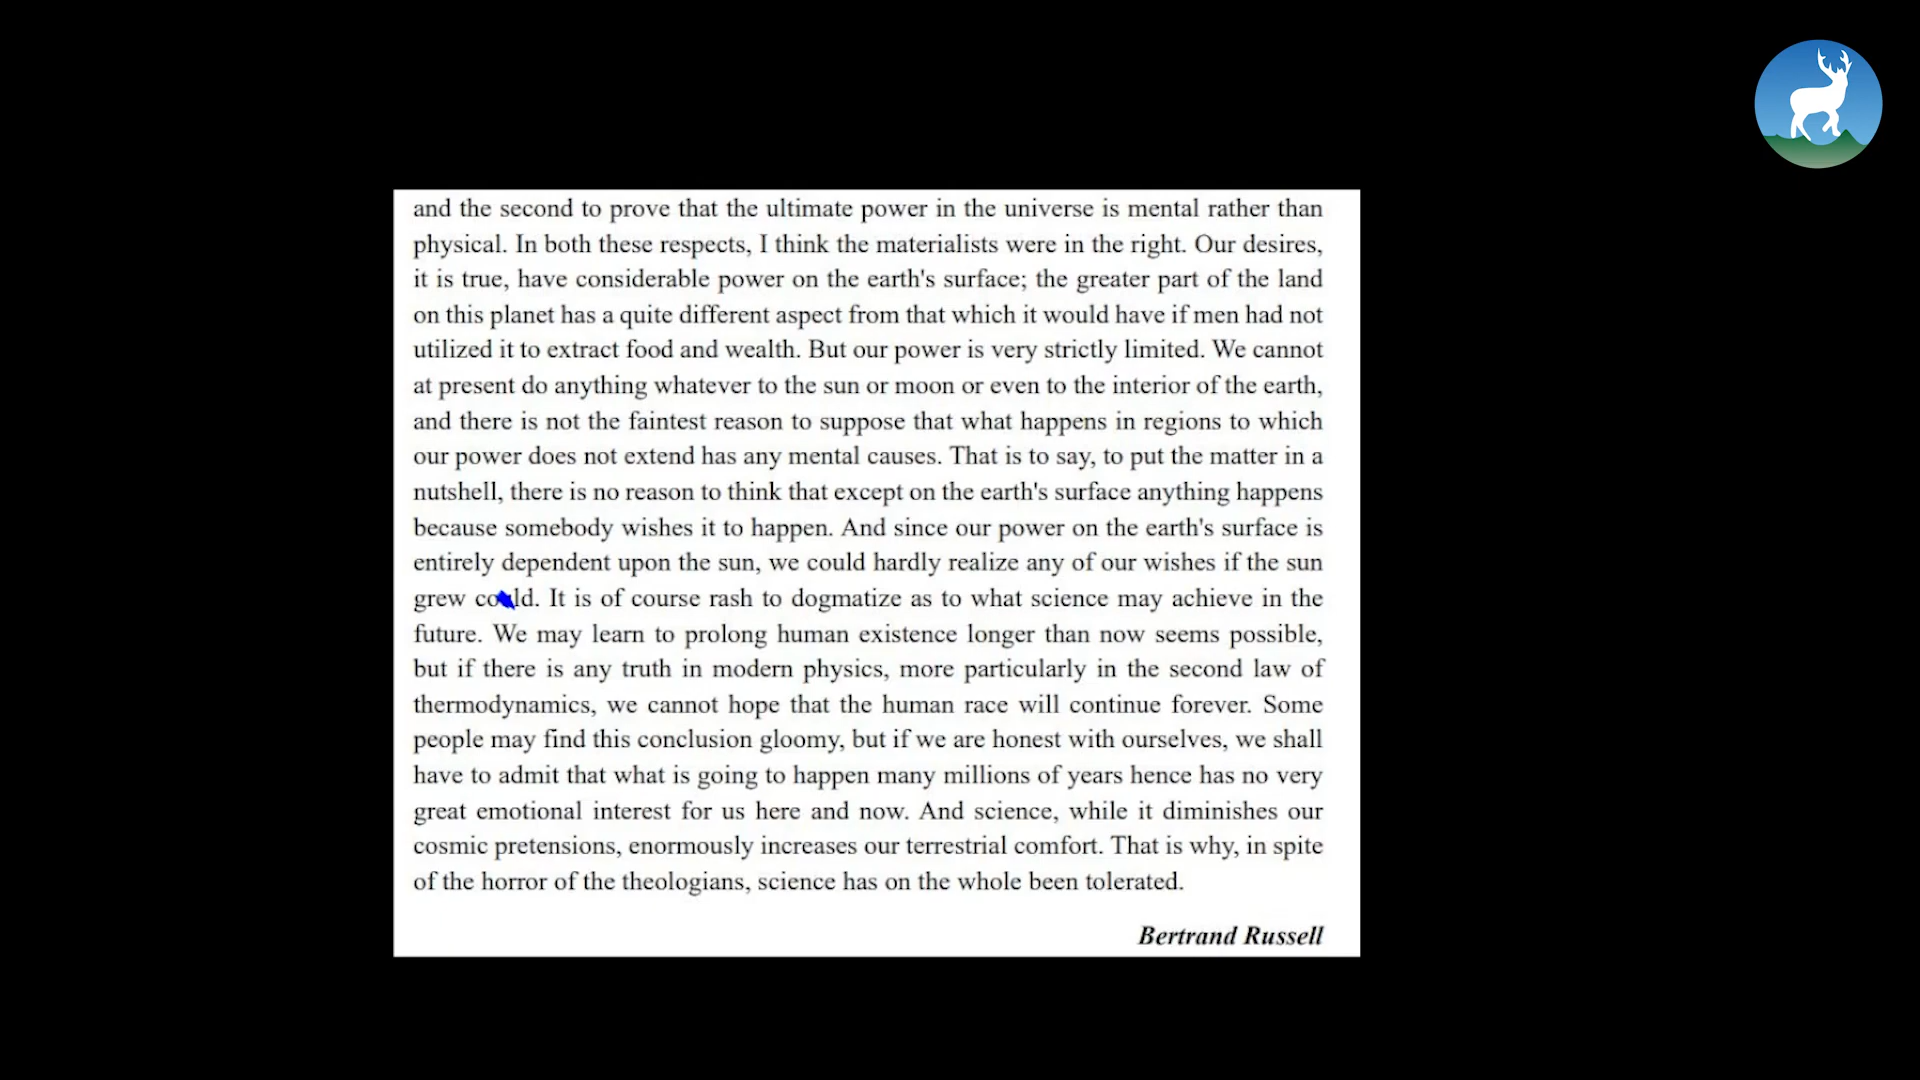 and the second to prove that the ultimate power in the universe is mental rather than
physical. In both these respects, I think the materialists were in the right. Our desires,
it is true, have considerable power on the earth's surface; the greater part of the land
on this planet has a quite different aspect from that which it would have if men had not
utilized it to extract food and wealth. But our power is very strictly limited. We cannot
at present do anything whatever to the sun or moon or even to the interior of the earth,
and there is not the faintest reason to suppose that what happens in regions to which
our power does not extend has any mental causes. That is to say, to put the matter in a
nutshell, there is no reason to think that except on the earth's surface anything happens
because somebody wishes it to happen. And since our power on the earth's surface is
entirely dependent upon the sun, we could hardly realize any of our wishes if the sun
grew could. It is of course rash to dogmatize as to what science may achieve in the
future. We may learn to prolong human existence longer than now seems possible,
but if there is any truth in modern physics, more particularly in the second law of
thermodynamics, we cannot hope that the human race will continue forever. Some
people may find this conclusion gloomy, but if we are honest with ourselves, we shall
have to admit that what is going to happen many millions of years hence has no very
great emotional interest for us here and now. And science, while it diminishes our
cosmic pretensions, enormously increases our terrestrial comfort. That is why, in spite
of the horror of the theologians, science has on the whole been tolerated.
Bertrand Russell